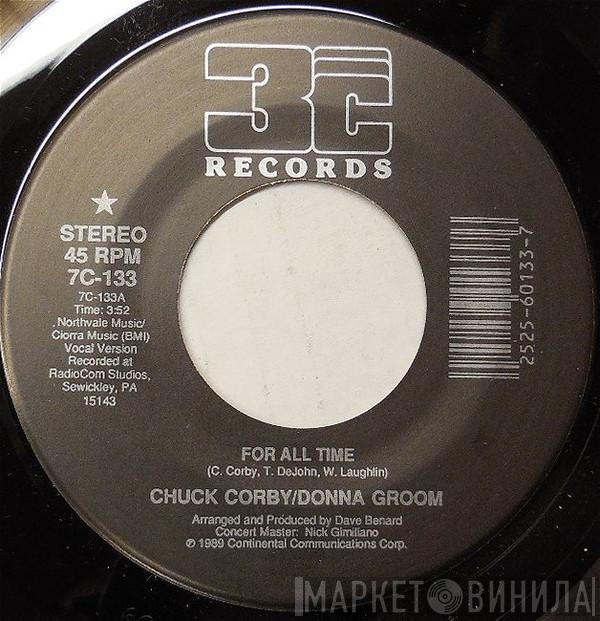 3C
RECORDS
STEREO
45 RPM
7C-133
7C-133A
Time: 3:52
Northvale Music/
Ciorra Music (BMI)
Vocal Version
Recorded at
RadioCom Studios,
Sewickley, PA
15143
2525-60133-7
FOR ALL TIME
(C. Corby, T. DeJohn, W. Laughlin)
CHUCK CORBY/DONNA GROOM
Arranged and Produced by Dave Benard
Concert Master: Nick Gimiliano
℗ 1989 Continental Communications Corp.
МАРКЕТ ВИНИЛА